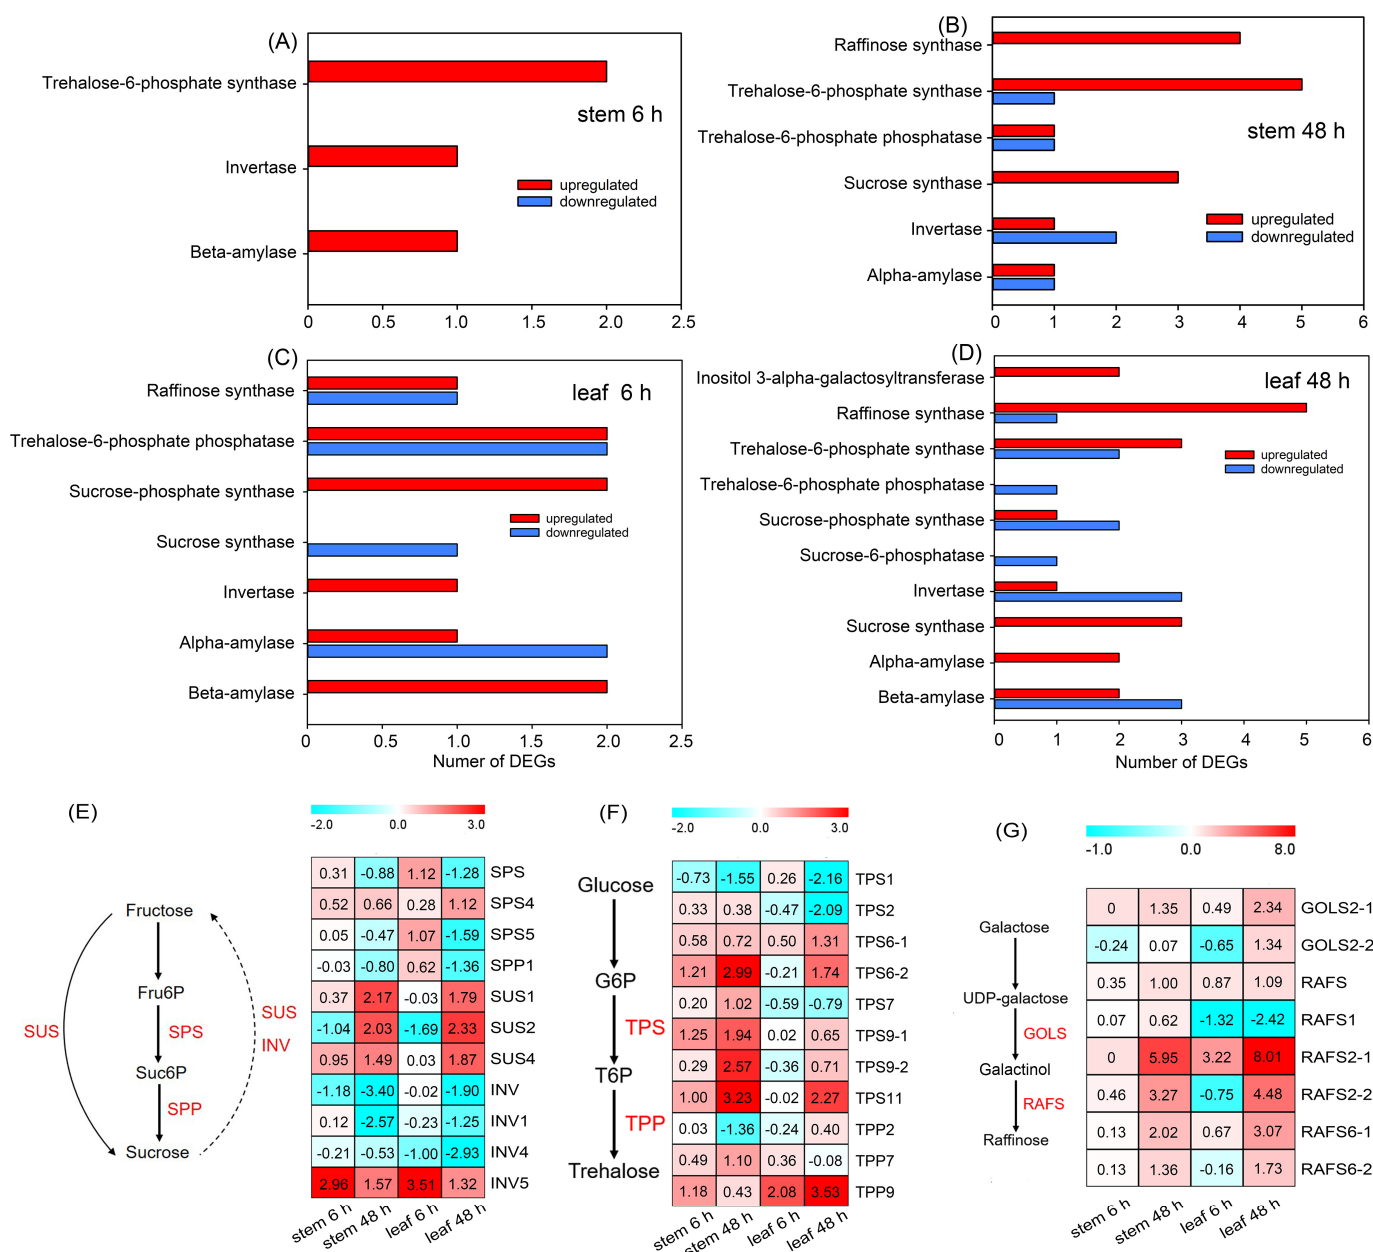 (A)
stem 6 h
Trehalose-6-phosphate synthase
Invertase
Beta-amylase
upregulated
downregulated
0 0.5 1.0 1.5 2.0 2.5
(B)
stem 48 h
Raffinose synthase
Trehalose-6-phosphate synthase
Trehalose-6-phosphate phosphatase
Sucrose synthase
Invertase
Alpha-amylase
upregulated
downregulated
0 1 2 3 4 5 6
(C)
leaf 6 h
Raffinose synthase
Trehalose-6-phosphate phosphatase
Sucrose-phosphate synthase
Sucrose synthase
Invertase
Alpha-amylase
Beta-amylase
upregulated
downregulated
0 0.5 1.0 1.5 2.0 2.5
Numer of DEGs
(D)
leaf 48 h
Inositol 3-alpha-galactosyltransferase
Raffinose synthase
Trehalose-6-phosphate synthase
Trehalose-6-phosphate phosphatase
Sucrose-phosphate synthase
Sucrose-6-phosphatase
Invertase
Sucrose synthase
Alpha-amylase
Beta-amylase
upregulated
downregulated
0 1 2 3 4 5 6
Number of DEGs
(E)
Fructose
Fru6P
SUS
SPS
SUS
INV
Suc6P
SPP
Sucrose
-2.0 0.0 3.0
0.31 -0.88 1.12 -1.28 SPS
0.52 0.66 0.28 1.12 SPS4
0.05 -0.47 1.07 -1.59 SPS5
-0.03 -0.80 0.62 -1.36 SPP1
0.37 2.17 -0.03 1.79 SUS1
-1.04 2.03 -1.69 2.33 SUS2
0.95 1.49 0.03 1.87 SUS4
-1.18 -3.40 -0.02 -1.90 INV
0.12 -2.57 -0.23 -1.25 INV1
-0.21 -0.53 -1.00 -2.93 INV4
2.96 1.57 3.51 1.32 INV5
stem 6 h stem 48 h leaf 6 h leaf 48 h
(F)
Glucose
G6P
TPS
T6P
TPP
Trehalose
-2.0 0.0 3.0
-0.73 -1.55 0.26 -2.16 TPS1
0.33 0.38 -0.47 -2.09 TPS2
0.58 0.72 0.50 1.31 TPS6-1
1.21 2.99 -0.21 1.74 TPS6-2
0.20 1.02 -0.59 -0.79 TPS7
1.25 1.94 0.02 0.65 TPS9-1
0.29 2.57 -0.36 0.71 TPS9-2
1.00 3.23 -0.02 2.27 TPS11
0.03 -1.36 -0.24 0.40 TPP2
0.49 1.10 0.36 -0.08 TPP7
1.18 0.43 2.08 3.53 TPP9
stem 6 h stem 48 h leaf 6 h leaf 48 h
(G)
Galactose
UDP-galactose
GOLS
Galactinol
RAFS
Raffinose
-1.0 0.0 8.0
0 1.35 0.49 2.34 GOLS2-1
-0.24 0.07 -0.65 1.34 GOLS2-2
0.35 1.00 0.87 1.09 RAFS
0.07 0.62 -1.32 -2.42 RAFS1
0 5.95 3.22 8.01 RAFS2-1
0.46 3.27 -0.75 4.48 RAFS2-2
0.13 2.02 0.67 3.07 RAFS6-1
0.13 1.36 -0.16 1.73 RAFS6-2
stem 6 h stem 48 h leaf 6 h leaf 48 h